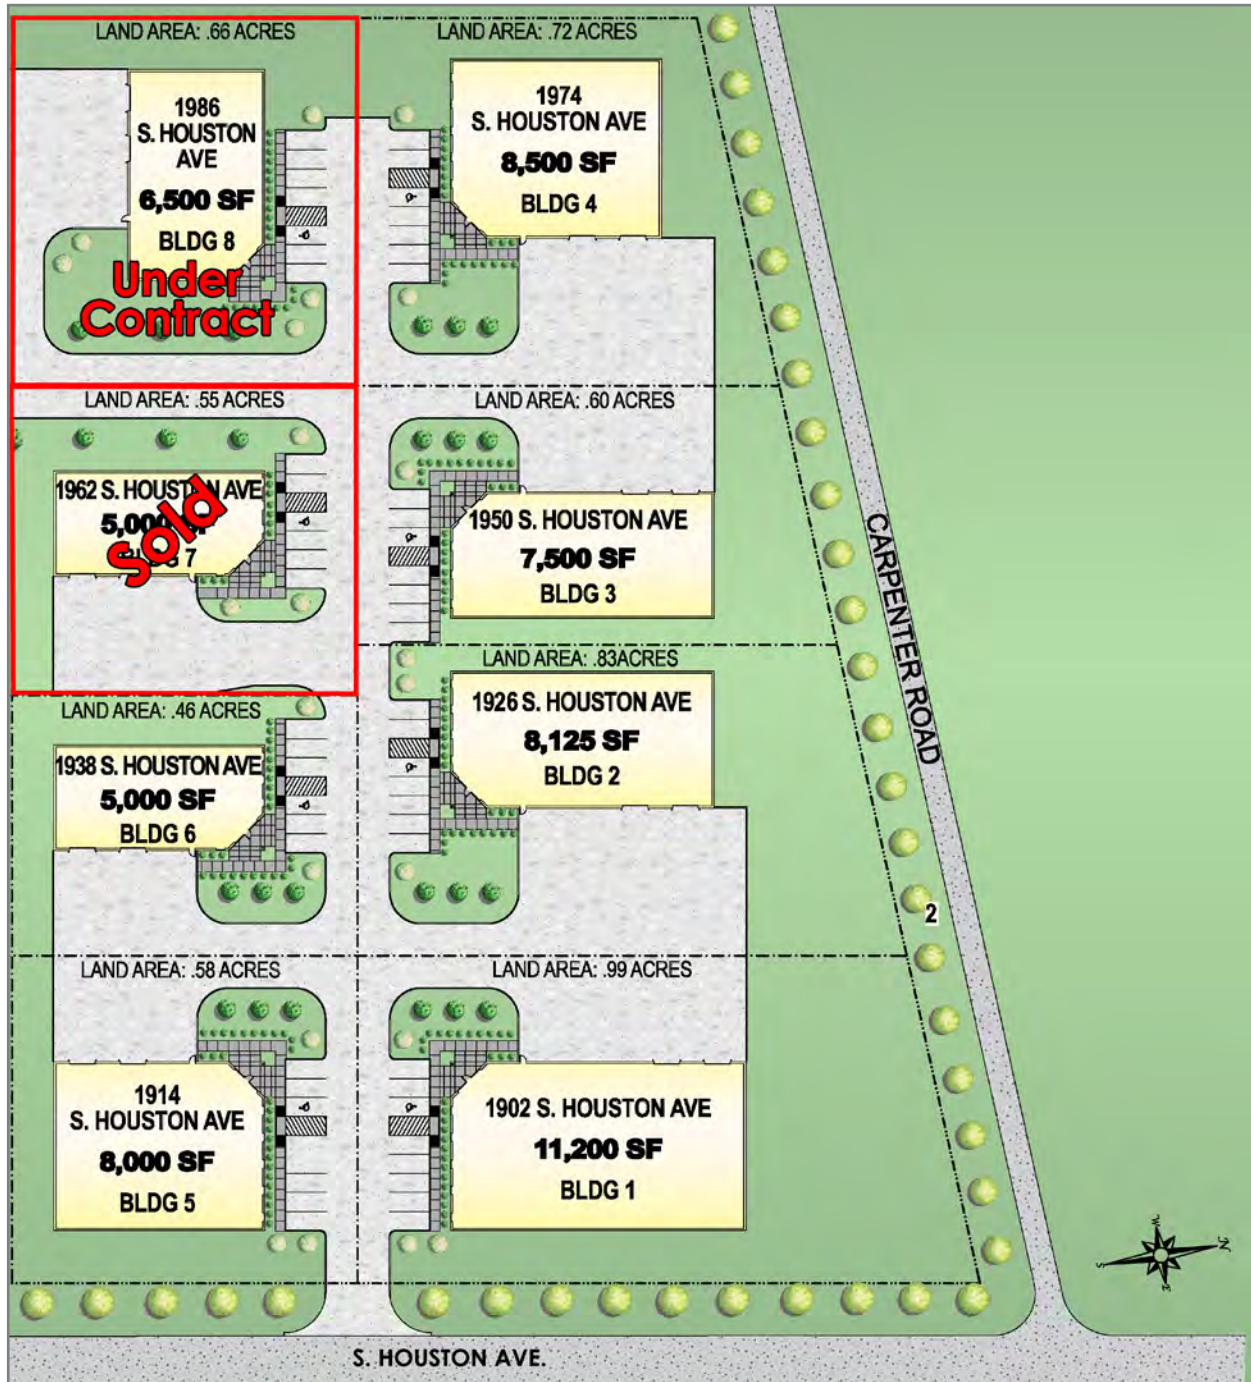 LAND AREA: .66 ACRES
LAND AREA: .72 ACRES
1986
S. HOUSTON
AVE
6,500 SF
BLDG 8
Under
Contract
1974
S. HOUSTON AVE
8,500 SF
BLDG 4
LAND AREA: .55 ACRES
LAND AREA: .60 ACRES
1962 S. HOUSTON AVE
5,000 SF
BLDG 7
Sold
1950 S. HOUSTON AVE
7,500 SF
BLDG 3
CARPENTER ROAD
LAND AREA: .83ACRES
LAND AREA: .46 ACRES
1926 S. HOUSTON AVE
8,125 SF
BLDG 2
1938 S. HOUSTON AVE
5,000 SF
BLDG 6
2
LAND AREA: .58 ACRES
LAND AREA: .99 ACRES
1914
S. HOUSTON AVE
8,000 SF
BLDG 5
1902 S. HOUSTON AVE
11,200 SF
BLDG 1
S
S. HOUSTON AVE.